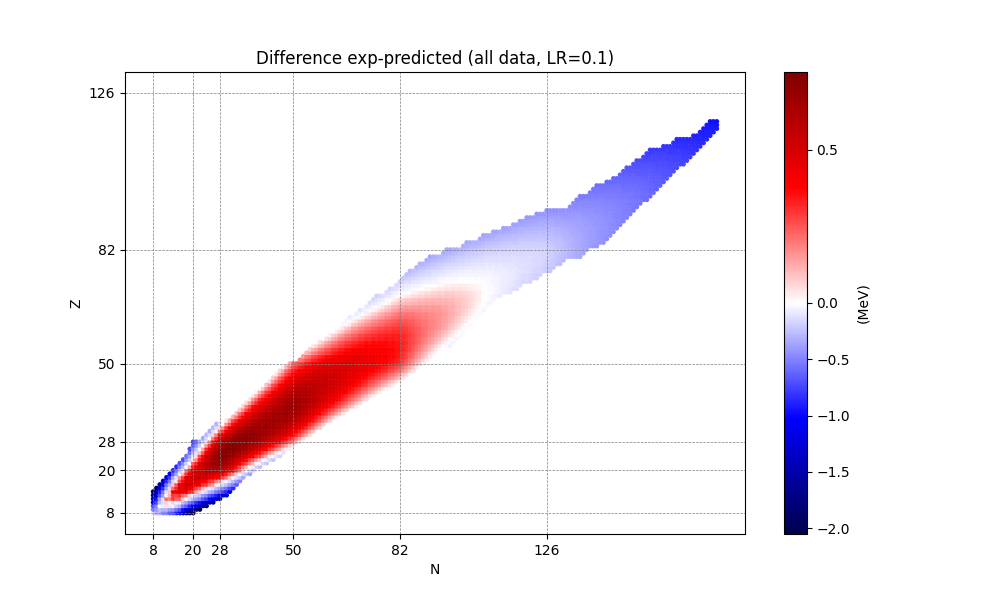 Difference exp-predicted (all data, LR=0.1)
126
82
50
28
20
8
Z
8 20 28 50 82 126
N
0.5
0.0
−0.5
−1.0
−1.5
−2.0
(MeV)